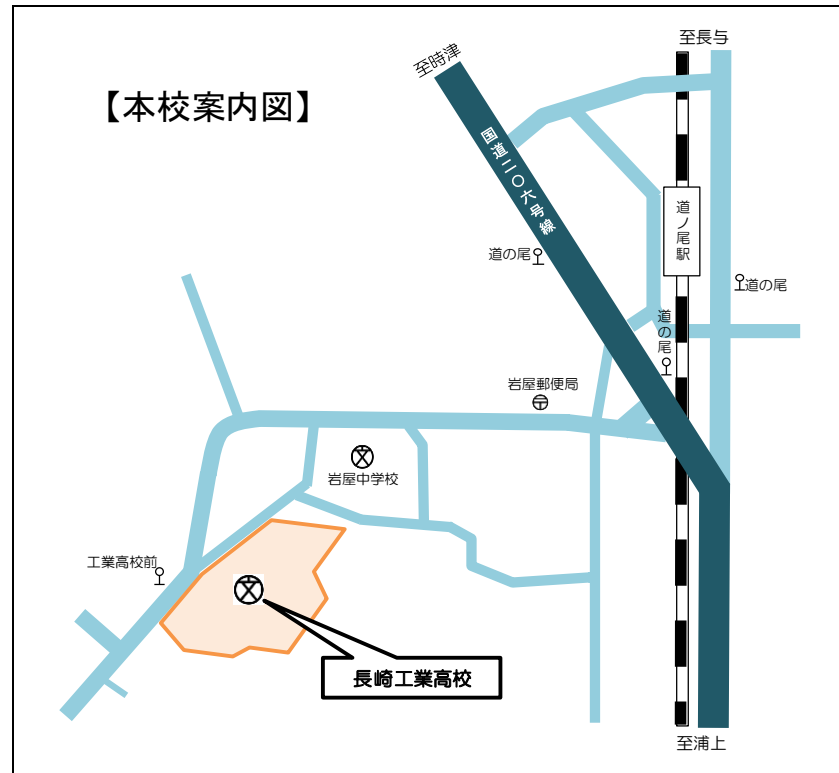 至長与
至時津
【本校案内図】
国道二〇六号線
道ノ尾駅
道の尾
道の尾
道の尾
岩屋郵便局
岩屋中学校
工業高校前
長崎工業高校
至浦上